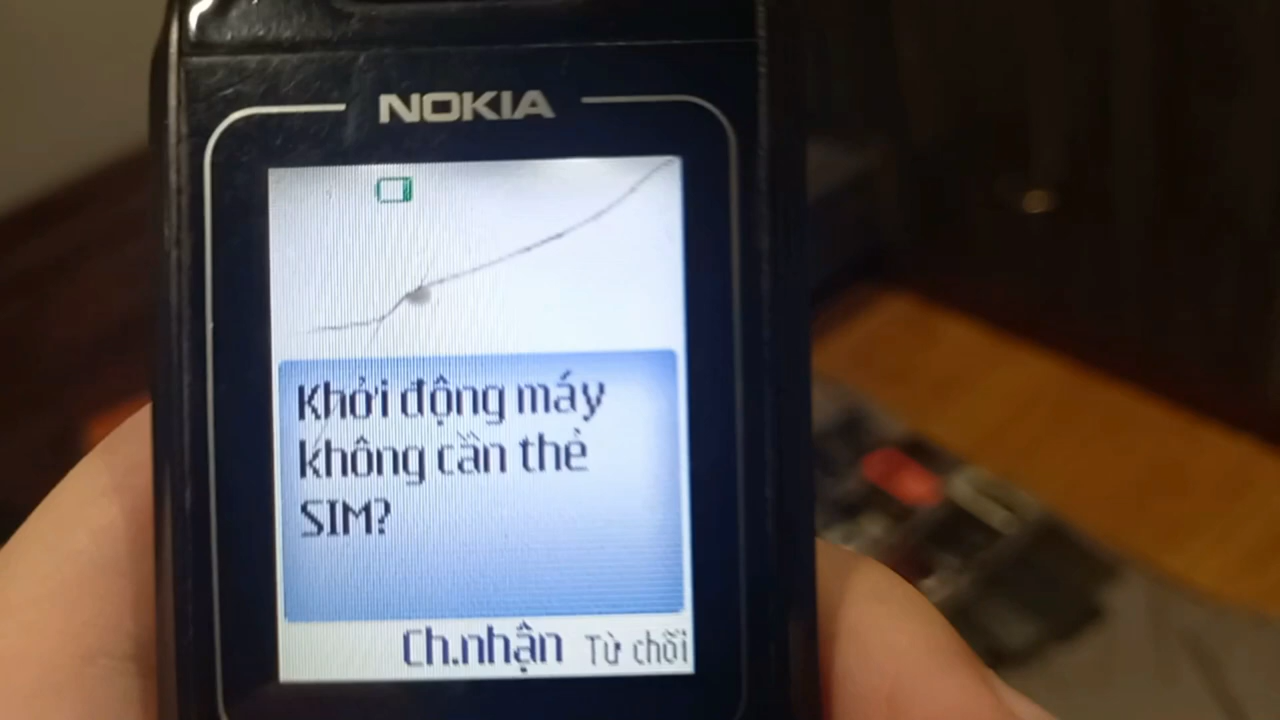 NOKIA
Khởi động máy
không cần thẻ
SIM?
Ch.nhận Từ chối